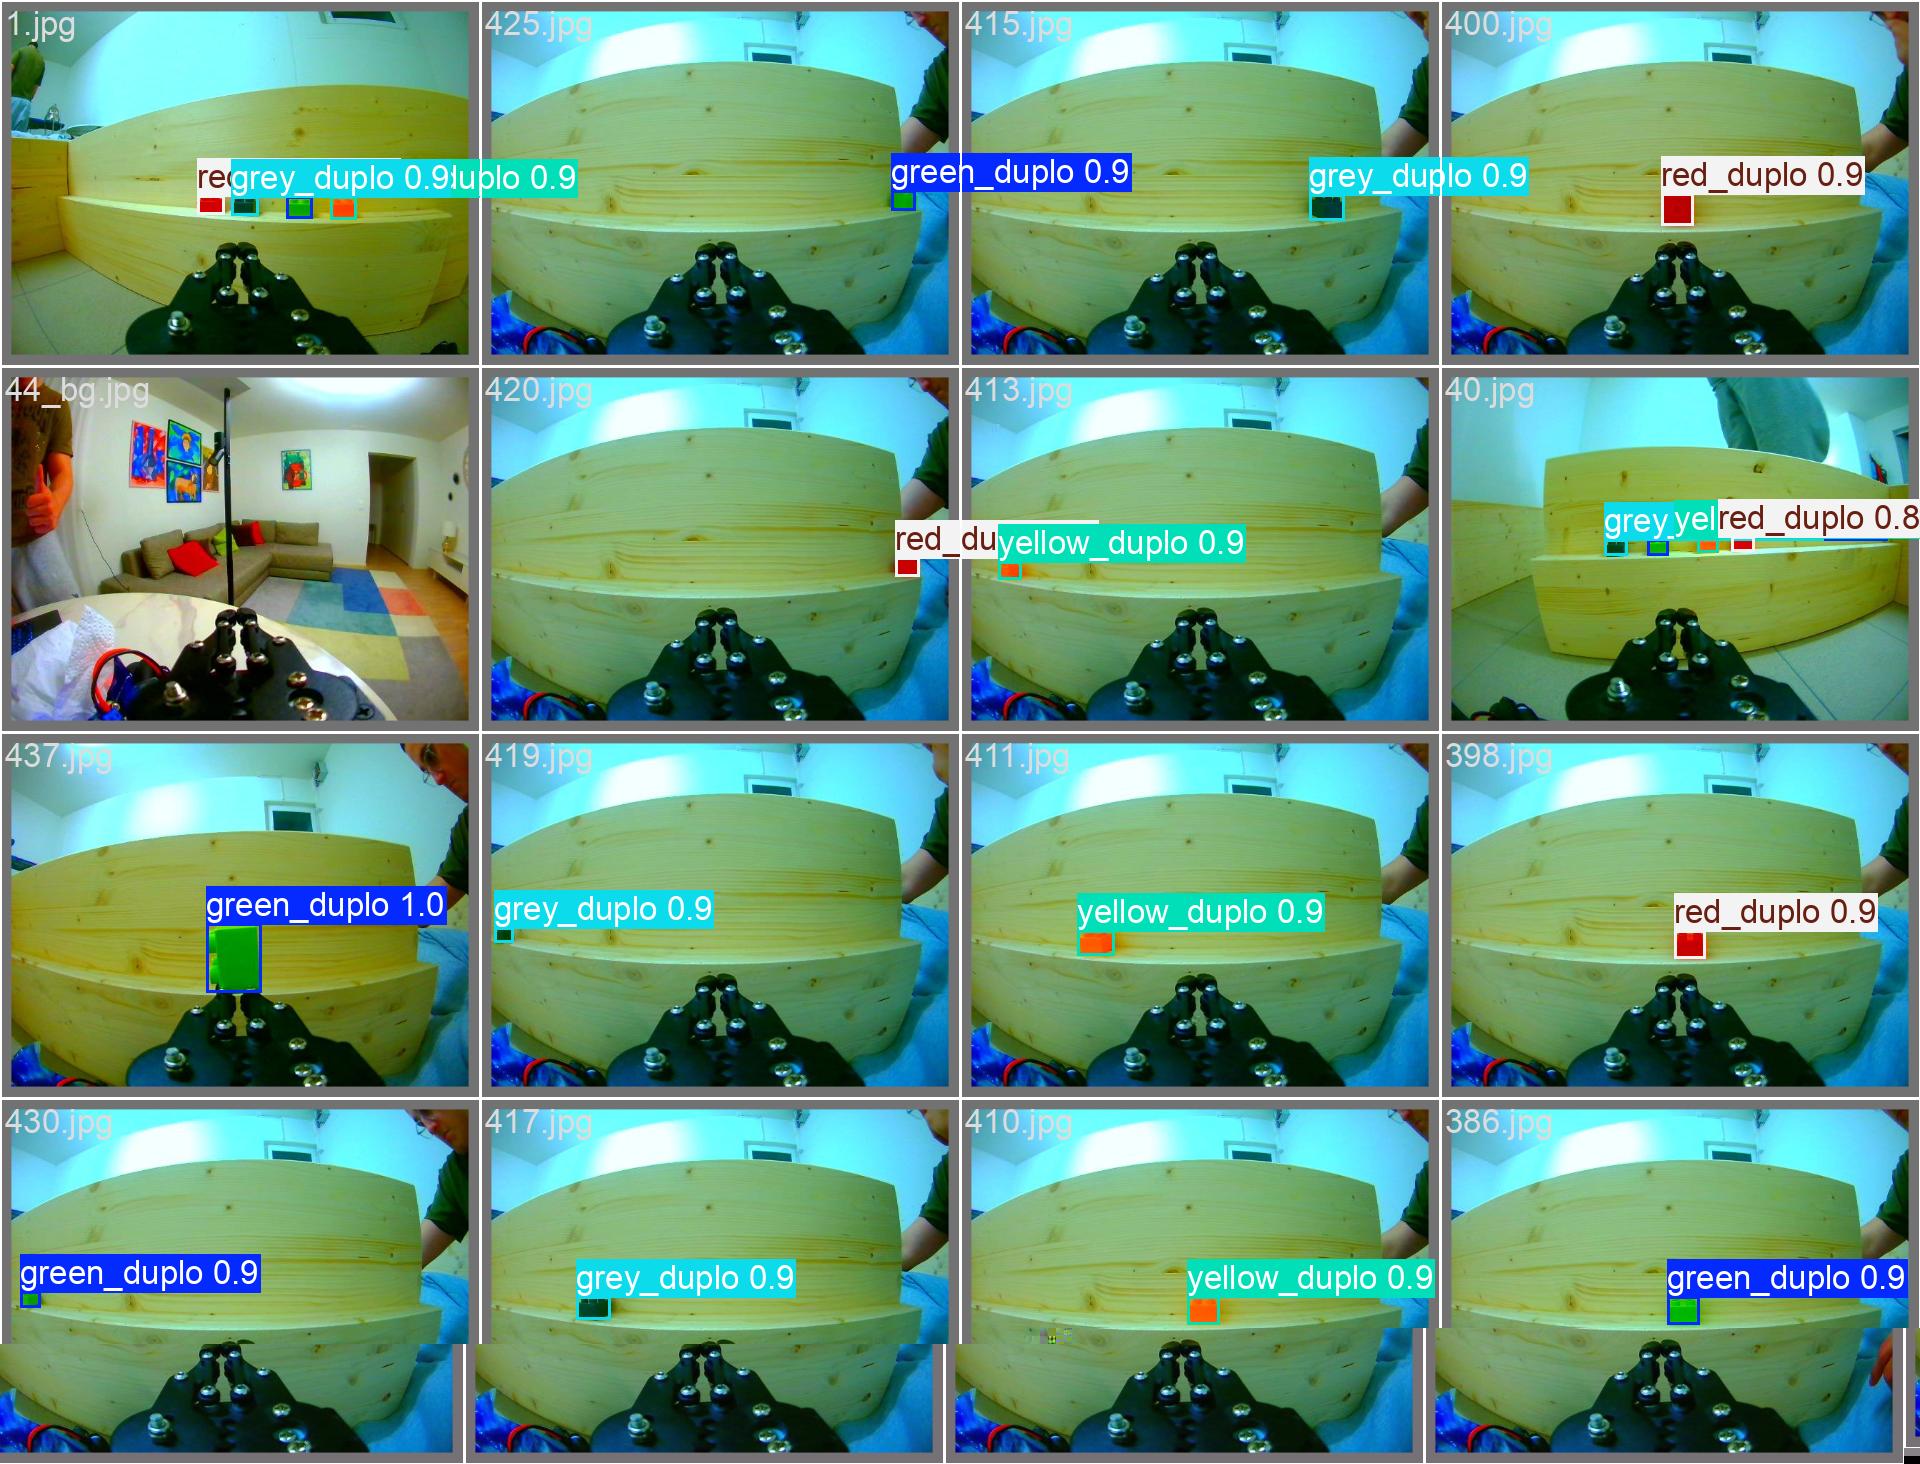 1.jpg
red
grey_duplo 0.9
duplo 0.9
425.jpg
green_duplo 0.9
415.jpg
grey_duplo 0.9
400.jpg
red_duplo 0.9
44_bg.jpg
420.jpg
red_du
413.jpg
yellow_duplo 0.9
40.jpg
grey_
yel
red_duplo 0.8
437.jpg
green_duplo 1.0
419.jpg
grey_duplo 0.9
411.jpg
yellow_duplo 0.9
398.jpg
red_duplo 0.9
430.jpg
green_duplo 0.9
417.jpg
grey_duplo 0.9
410.jpg
yellow_duplo 0.9
386.jpg
green_duplo 0.9